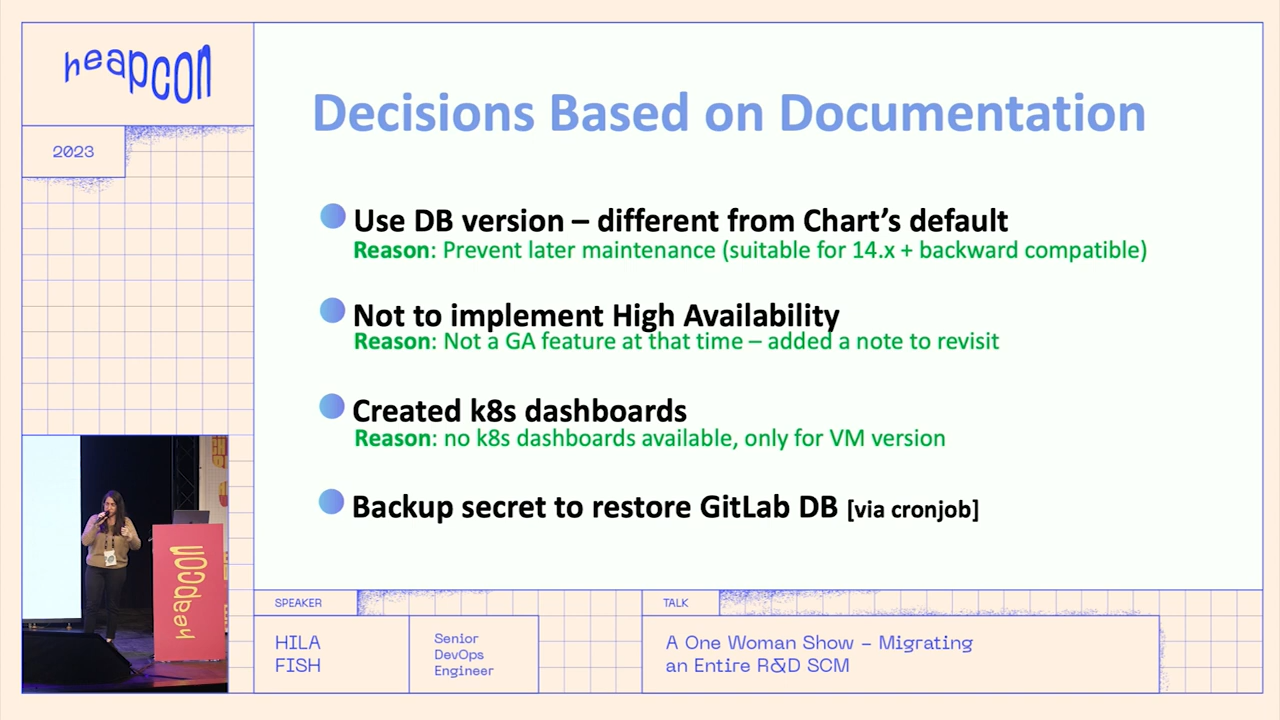 heapcon
2023
Decisions Based on Documentation
Use DB version – different from Chart's default
Reason: Prevent later maintenance (suitable for 14.x + backward compatible)
Not to implement High Availability
Reason: Not a GA feature at that time – added a note to revisit
Created k8s dashboards
Reason: no k8s dashboards available, only for VM version
Backup secret to restore GitLab DB [via cronjob]
heapcon
SPEAKER
HILA
FISH
Senior
DevOps
Engineer
TALK
A One Woman Show – Migrating
an Entire R&D SCM